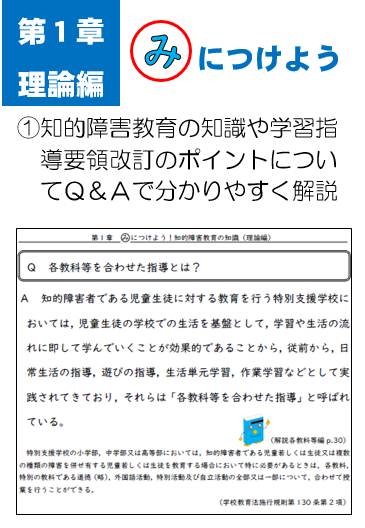 第1章
理論編
みにつけよう
①知的障害教育の知識や学習指
導要領改訂のポイントについ
てQ&Aで分かりやすく解説
第1章 みにつけよう!知的障害教育の知識(理論編)
Q 各教科等を合わせた指導とは?
A 知的障害者である児童生徒に対する教育を行う特別支援学校に
おいては,児童生徒の学校での生活を基盤として,学習や生活の流
れに即して学んでいくことが効果的であることから,従前から,日
常生活の指導,遊びの指導,生活単元学習,作業学習などとして実
践されてきており,それらは「各教科等を合わせた指導」と呼ばれ
ている。
(解説各教科等編p.30)
特別支援学校の小学部,中学部又は高等部においては,知的障害者である児童若しくは生徒又は複数
の種類の障害を併せ有する児童若しくは生徒を教育する場合において特に必要があるときは,各教科,
特別の教科である道徳(略),外国語活動,特別活動及び自立活動の全部又は一部について,合わせて授
業を行うことができる。
(学校教育法施行規則第130条第2項)